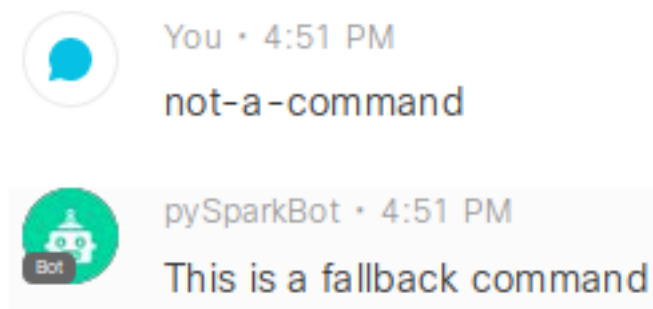 You • 4:51 PM
not-a-command
pySparkBot • 4:51 PM
Bot
This is a fallback command